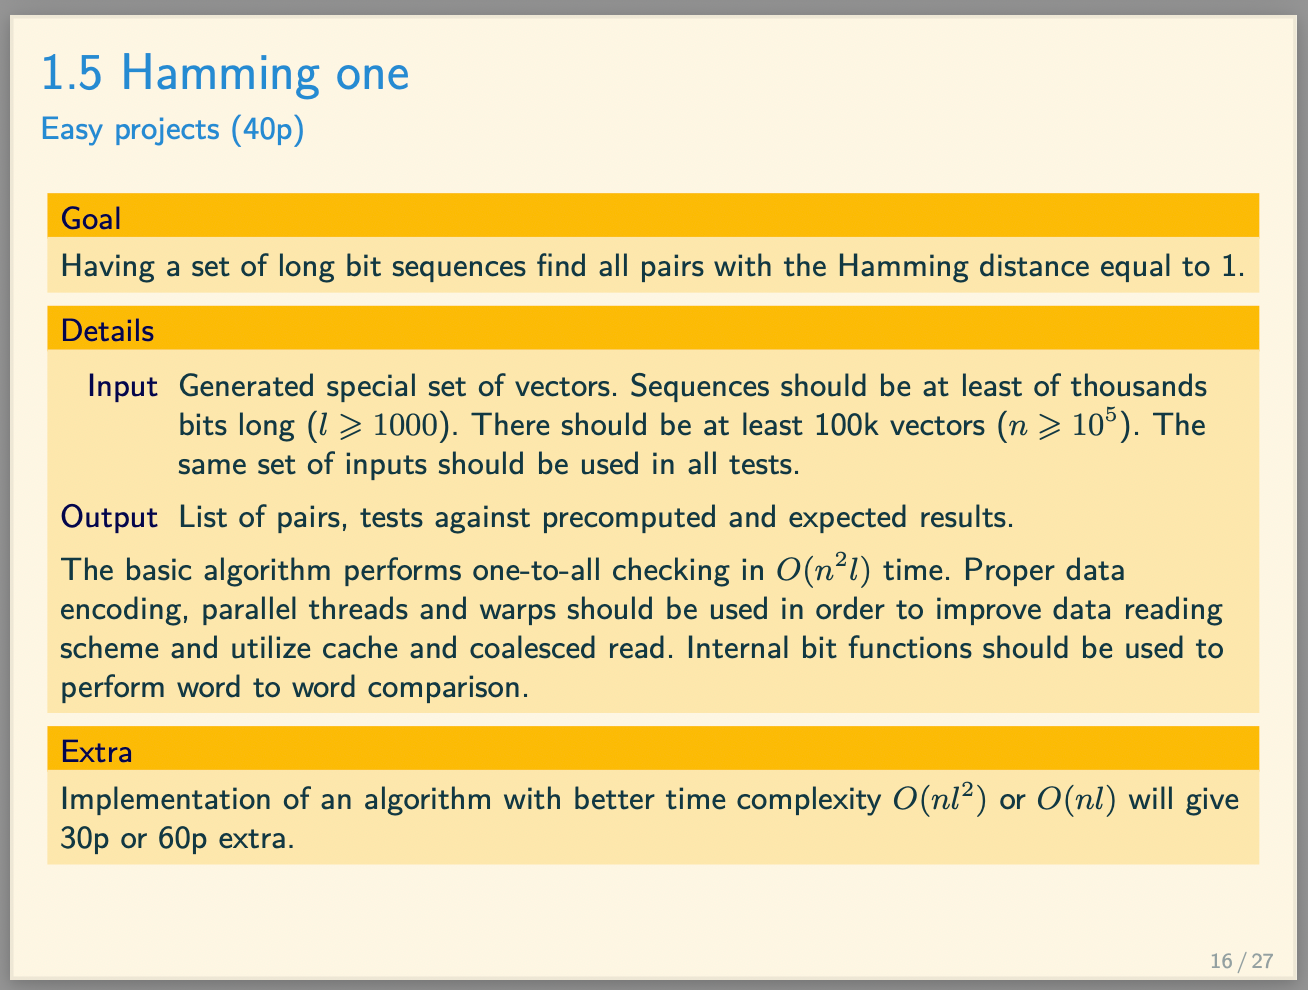 1.5 Hamming one
Easy projects (40p)
Goal
Having a set of long bit sequences find all pairs with the Hamming distance equal to 1.
Details
Input Generated special set of vectors. Sequences should be at least of thousands
bits long (l ⩾ 1000). There should be at least 100k vectors (n ⩾ 10⁵). The
same set of inputs should be used in all tests.
Output List of pairs, tests against precomputed and expected results.
The basic algorithm performs one-to-all checking in O(n²l) time. Proper data
encoding, parallel threads and warps should be used in order to improve data reading
scheme and utilize cache and coalesced read. Internal bit functions should be used to
perform word to word comparison.
Extra
Implementation of an algorithm with better time complexity O(nl²) or O(nl) will give
30p or 60p extra.
16 / 27